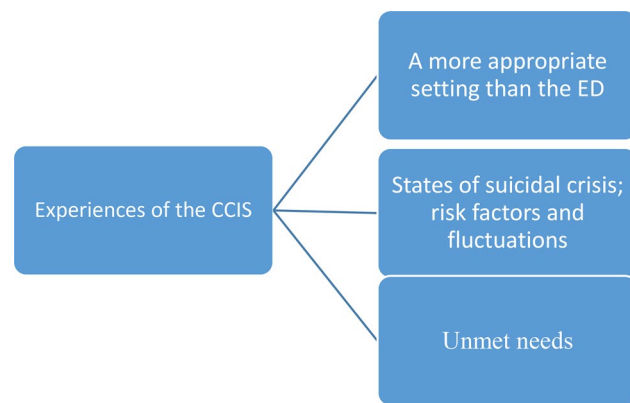 A more appropriate
setting than the ED
Experiences of the CCIS
States of suicidal crisis;
risk factors and
fluctuations
Unmet needs